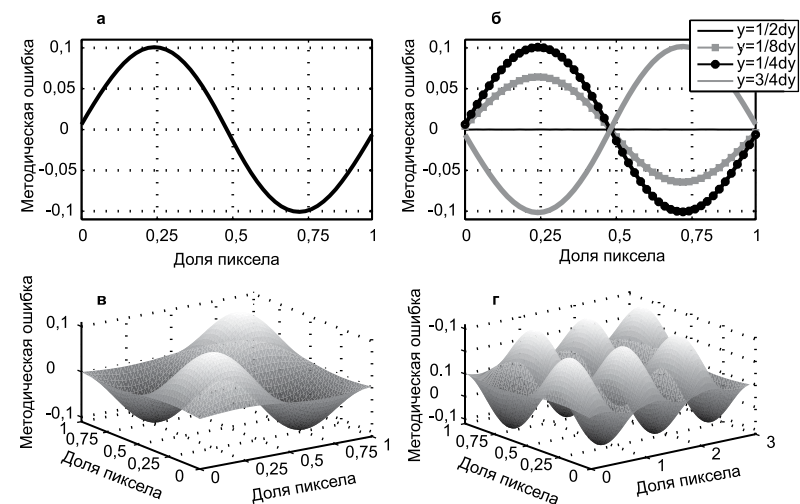 а
Методическая ошибка
0,1
0,05
0
-0,05
-0,1
0
0,25
0,5
0,75
1
Доля пиксела
б
y=1/2dy
y=1/8dy
y=1/4dy
y=3/4dy
Методическая ошибка
0,1
0,05
0
-0,05
-0,1
0
0,25
0,5
0,75
1
Доля пиксела
в
Методическая ошибка
0,1
0
-0,1
1
0,75
0,5
0,25
0
Доля пиксела
0
0,25
0,5
0,75
1
Доля пиксела
г
Методическая ошибка
-0,1
0,1
0
-0,1
1
0,75
0,5
0,25
0
Доля пиксела
0
1
2
3
Доля пиксела